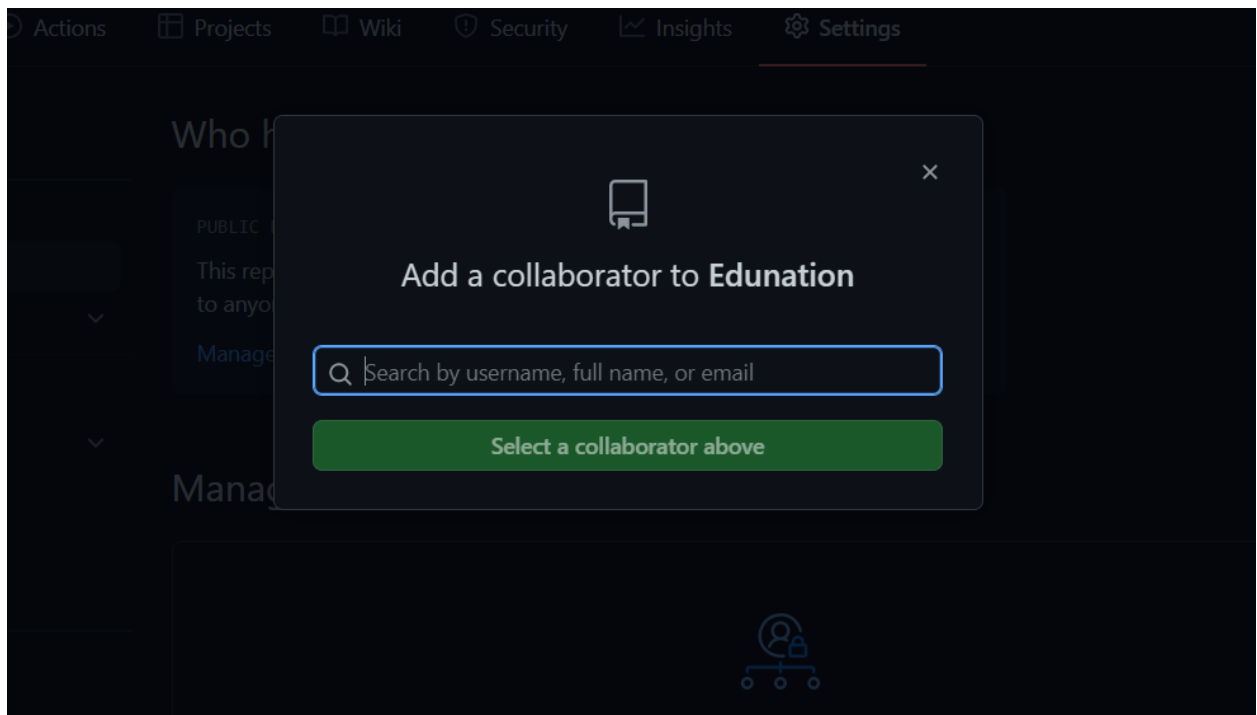 Actions Projects Wiki Security Insights Settings
Who h
PUBLIC
This rep
to anyo
Manage
Add a collaborator to Edunation
Search by username, full name, or email
Select a collaborator above
Manag